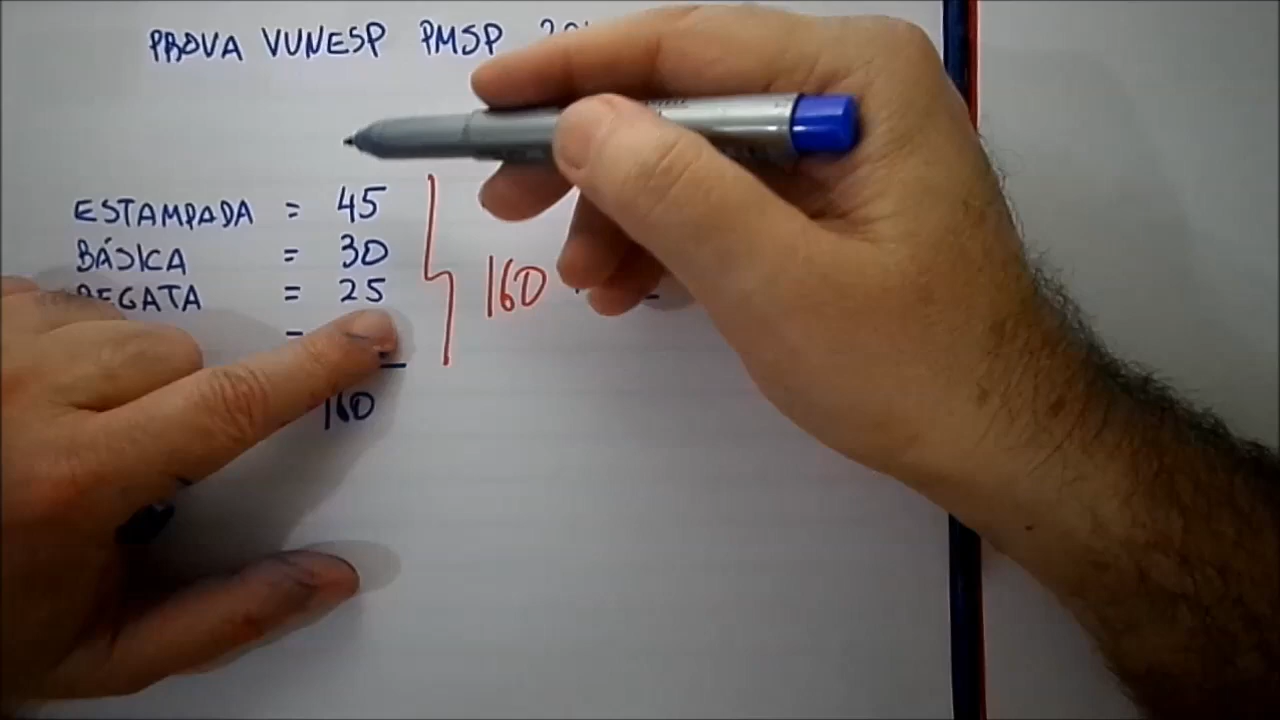 PROVA VUNESP PMSP
ESTAMPADA = 45
BÁSICA = 30
= 25
=
160
160